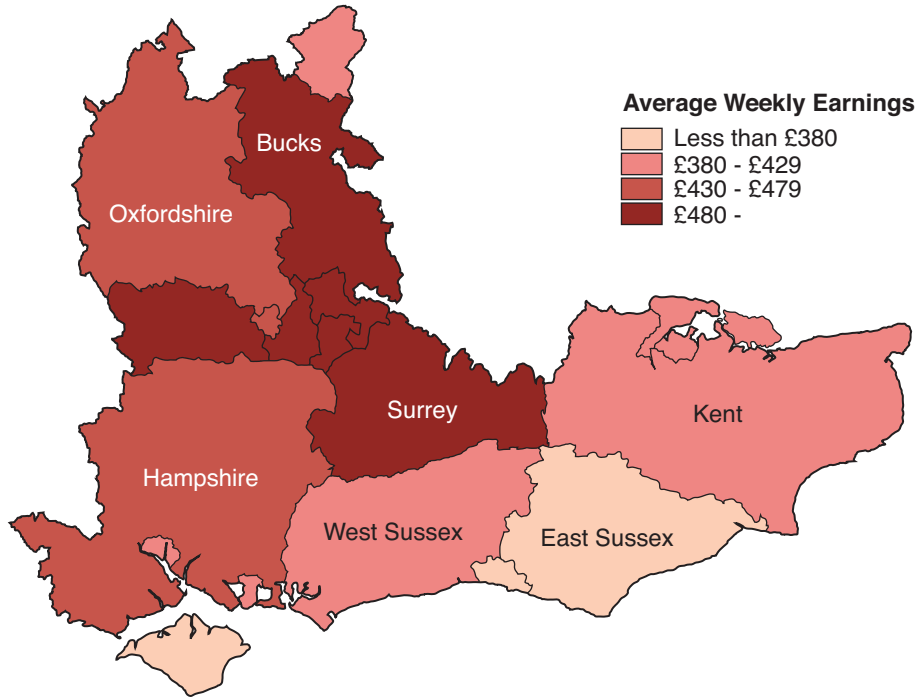 Average Weekly Earnings
Less than £380
£380 - £429
£430 - £479
£480 -
Bucks
Oxfordshire
Surrey
Kent
Hampshire
West Sussex
East Sussex